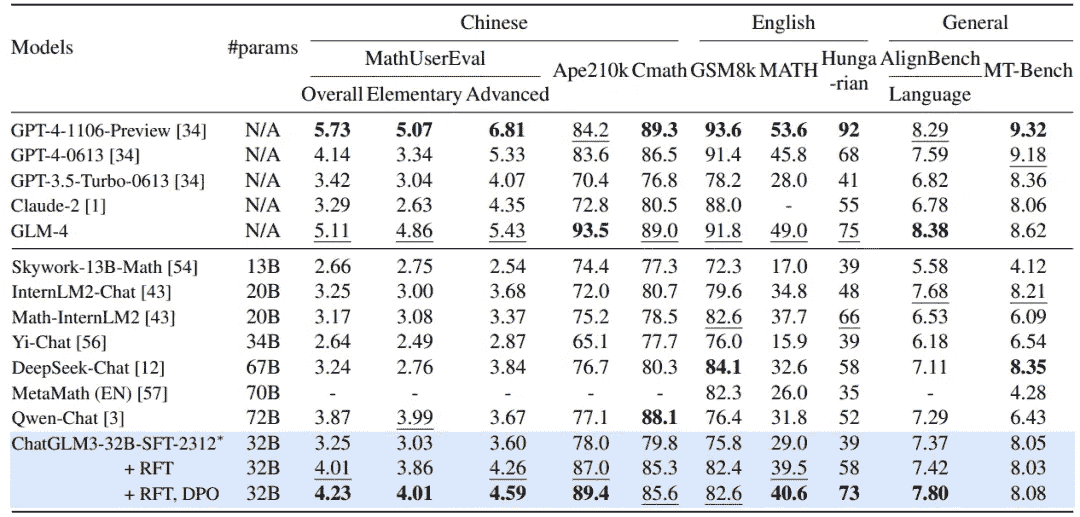 Chinese English General
Models #params MathUserEval Ape210k Cmath GSM8k MATH Hunga-rian AlignBench MT-Bench
Overall Elementary Advanced Language
GPT-4-1106-Preview [34] N/A 5.73 5.07 6.81 84.2 89.3 93.6 53.6 92 8.29 9.32
GPT-4-0613 [34] N/A 4.14 3.34 5.33 83.6 86.5 91.4 45.8 68 7.59 9.18
GPT-3.5-Turbo-0613 [34] N/A 3.42 3.04 4.07 70.4 76.8 78.2 28.0 41 6.82 8.36
Claude-2 [1] N/A 3.29 2.63 4.35 72.8 80.5 88.0 - 55 6.78 8.06
GLM-4 N/A 5.11 4.86 5.43 93.5 89.0 91.8 49.0 75 8.38 8.62
Skywork-13B-Math [54] 13B 2.66 2.75 2.54 74.4 77.3 72.3 17.0 39 5.58 4.12
InternLM2-Chat [43] 20B 3.25 3.00 3.68 72.0 80.7 79.6 34.8 48 7.68 8.21
Math-InternLM2 [43] 20B 3.17 3.08 3.37 75.2 78.5 82.6 37.7 66 6.53 6.09
Yi-Chat [56] 34B 2.64 2.49 2.87 65.1 77.7 76.0 15.9 39 6.18 6.54
DeepSeek-Chat [12] 67B 3.24 2.76 3.84 76.7 80.3 84.1 32.6 58 7.11 8.35
MetaMath (EN) [57] 70B - - - - - 82.3 26.0 35 - 4.28
Qwen-Chat [3] 72B 3.87 3.99 3.67 77.1 88.1 76.4 31.8 52 7.29 6.43
ChatGLM3-32B-SFT-2312* 32B 3.25 3.03 3.60 78.0 79.8 75.8 29.0 39 7.37 8.05
+ RFT 32B 4.01 3.86 4.26 87.0 85.3 82.4 39.5 58 7.42 8.03
+ RFT, DPO 32B 4.23 4.01 4.59 89.4 85.6 82.6 40.6 73 7.80 8.08